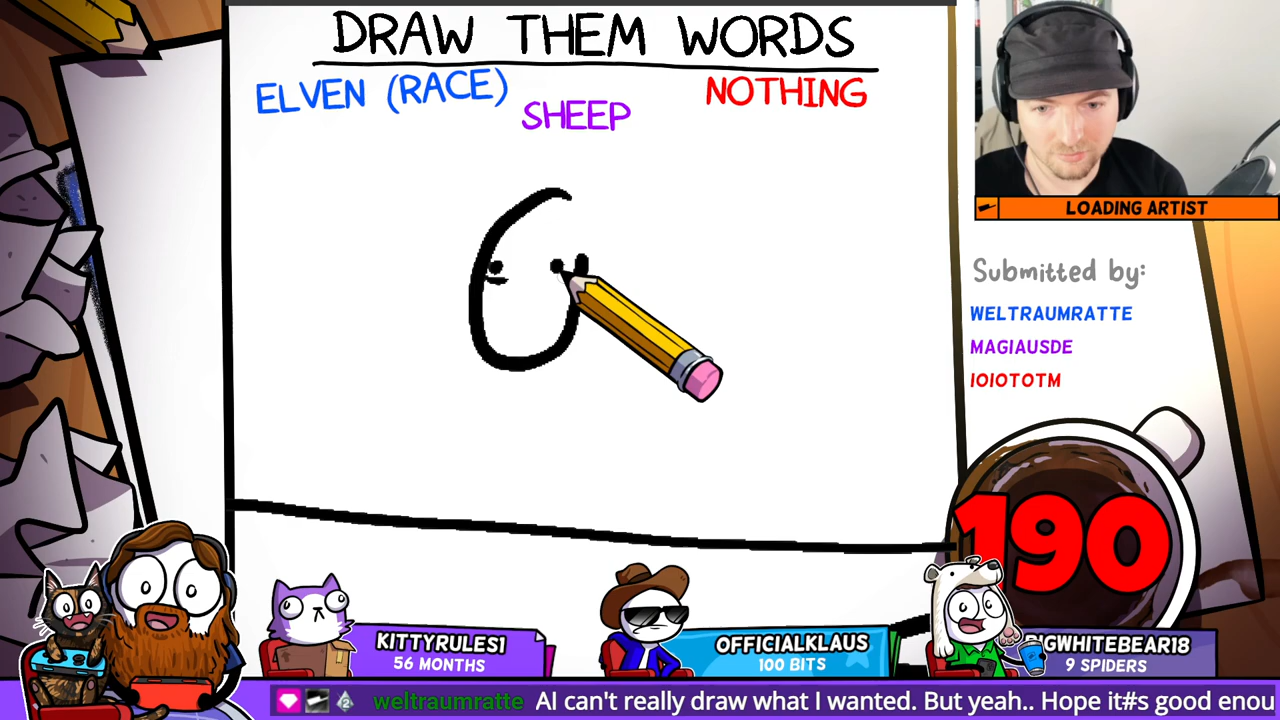 DRAW THEM WORDS
ELVEN (RACE)
SHEEP
NOTHING
LOADING ARTIST
Submitted by:
WELTRAUMRATTE
MAGIAUSDE
IOIOTOTM
190
KITTYRULES1
56 MONTHS
OFFICIALKLAUS
100 BITS
BIGWHITEBEAR18
9 SPIDERS
weltraumratte AI can't really draw what I wanted. But yeah.. Hope it#s good enou